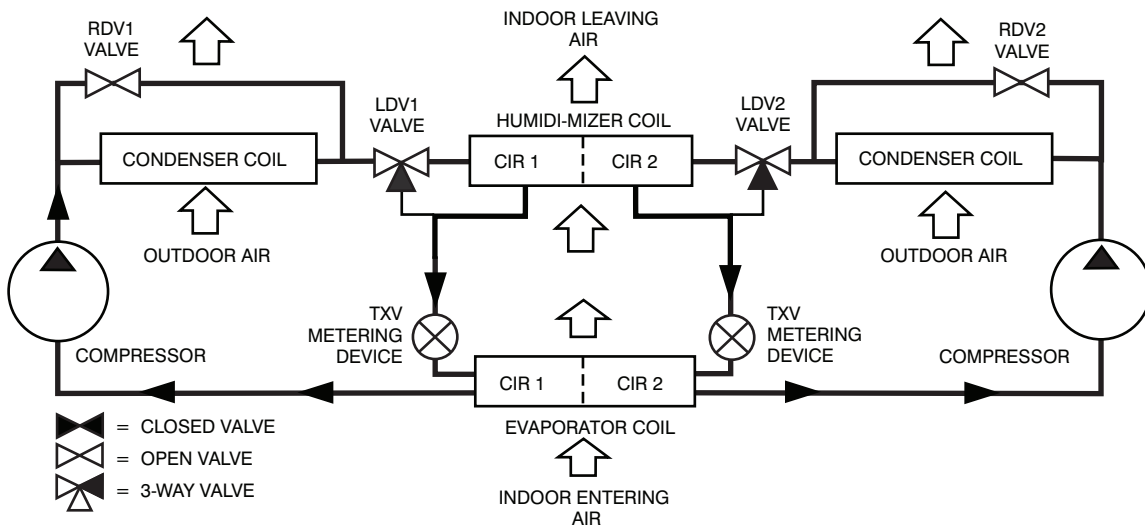 RDV1
VALVE
INDOOR LEAVING
AIR
RDV2
VALVE
LDV1
VALVE
HUMIDI-MIZER COIL
LDV2
VALVE
CONDENSER COIL
CIR 1
CIR 2
CONDENSER COIL
OUTDOOR AIR
OUTDOOR AIR
TXV
METERING
DEVICE
TXV
METERING
DEVICE
COMPRESSOR
COMPRESSOR
CIR 1
CIR 2
EVAPORATOR COIL
= CLOSED VALVE
= OPEN VALVE
= 3-WAY VALVE
INDOOR ENTERING
AIR